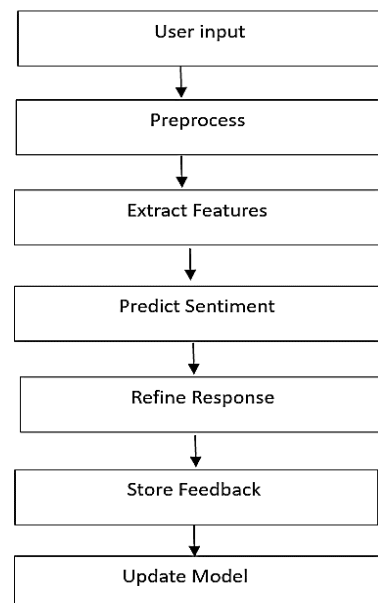 User input
Preprocess
Extract Features
Predict Sentiment
Refine Response
Store Feedback
Update Model